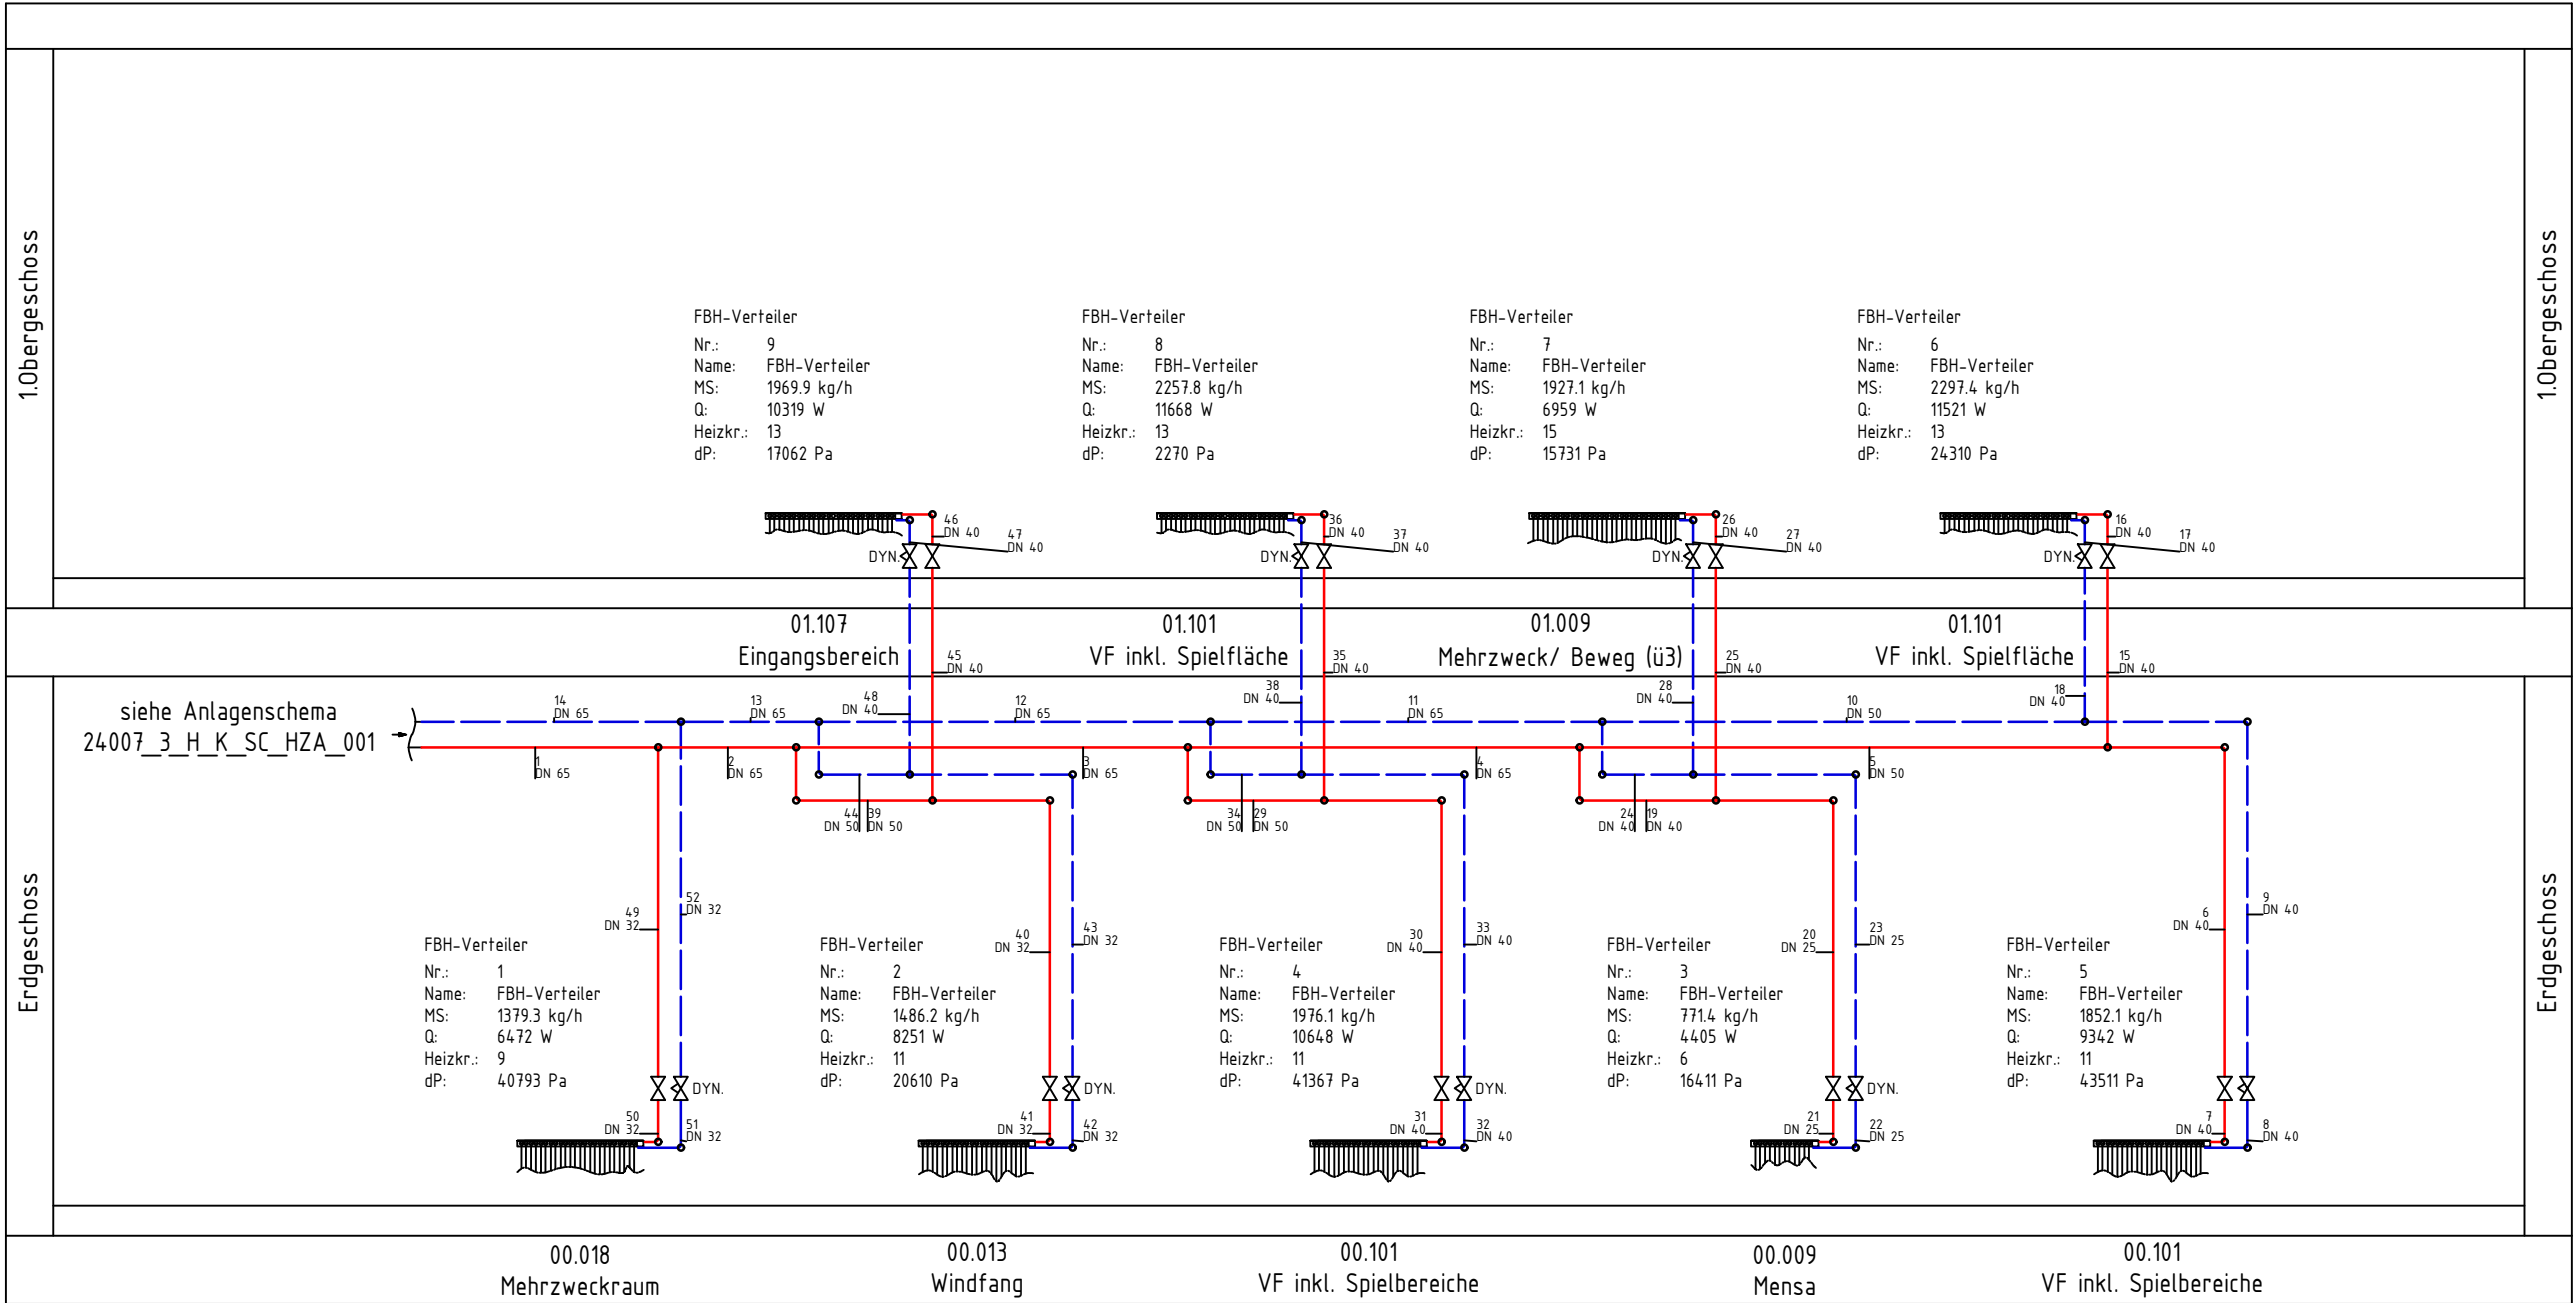 1.Obergeschoss
1.Obergeschoss
FBH-Verteiler
Nr.: 9
Name: FBH-Verteiler
MS: 1969.9 kg/h
Q: 10319 W
Heizkr.: 13
dP: 17062 Pa
FBH-Verteiler
Nr.: 8
Name: FBH-Verteiler
MS: 2257.8 kg/h
Q: 11668 W
Heizkr.: 13
dP: 2270 Pa
FBH-Verteiler
Nr.: 7
Name: FBH-Verteiler
MS: 1927.1 kg/h
Q: 6959 W
Heizkr.: 15
dP: 15731 Pa
FBH-Verteiler
Nr.: 6
Name: FBH-Verteiler
MS: 2297.4 kg/h
Q: 11521 W
Heizkr.: 13
dP: 24310 Pa
46
DN 40
47
DN 40
DYN.
36
DN 40
37
DN 40
DYN.
26
DN 40
27
DN 40
DYN.
16
DN 40
17
DN 40
DYN.
01.107
Eingangsbereich
01.101
VF inkl. Spielfläche
01.009
Mehrzweck/ Beweg (ü3)
01.101
VF inkl. Spielfläche
45
DN 40
35
DN 40
25
DN 40
15
DN 40
Erdgeschoss
Erdgeschoss
siehe Anlagenschema
24007_3_H_K_SC_HZA_001
14
DN 65
13
DN 65
48
DN 40
12
DN 65
38
DN 40
11
DN 65
28
DN 40
10
DN 50
18
DN 40
1
DN 65
2
DN 65
3
DN 65
4
DN 65
5
DN 50
44
DN 50
39
DN 50
34
DN 50
29
DN 50
24
DN 40
19
DN 40
49
DN 32
52
DN 32
40
DN 32
43
DN 32
30
DN 40
33
DN 40
20
DN 25
23
DN 25
6
DN 40
9
DN 40
FBH-Verteiler
Nr.: 1
Name: FBH-Verteiler
MS: 1379.3 kg/h
Q: 6472 W
Heizkr.: 9
dP: 40793 Pa
FBH-Verteiler
Nr.: 2
Name: FBH-Verteiler
MS: 1486.2 kg/h
Q: 8251 W
Heizkr.: 11
dP: 20610 Pa
FBH-Verteiler
Nr.: 4
Name: FBH-Verteiler
MS: 1976.1 kg/h
Q: 10648 W
Heizkr.: 11
dP: 41367 Pa
FBH-Verteiler
Nr.: 3
Name: FBH-Verteiler
MS: 771.4 kg/h
Q: 4405 W
Heizkr.: 6
dP: 16411 Pa
FBH-Verteiler
Nr.: 5
Name: FBH-Verteiler
MS: 1852.1 kg/h
Q: 9342 W
Heizkr.: 11
dP: 43511 Pa
DYN.
DYN.
DYN.
DYN.
50
DN 32
51
DN 32
41
DN 32
42
DN 32
31
DN 40
32
DN 40
21
DN 25
22
DN 25
7
DN 40
8
DN 40
00.018
Mehrzweckraum
00.013
Windfang
00.101
VF inkl. Spielbereiche
00.009
Mensa
00.101
VF inkl. Spielbereiche